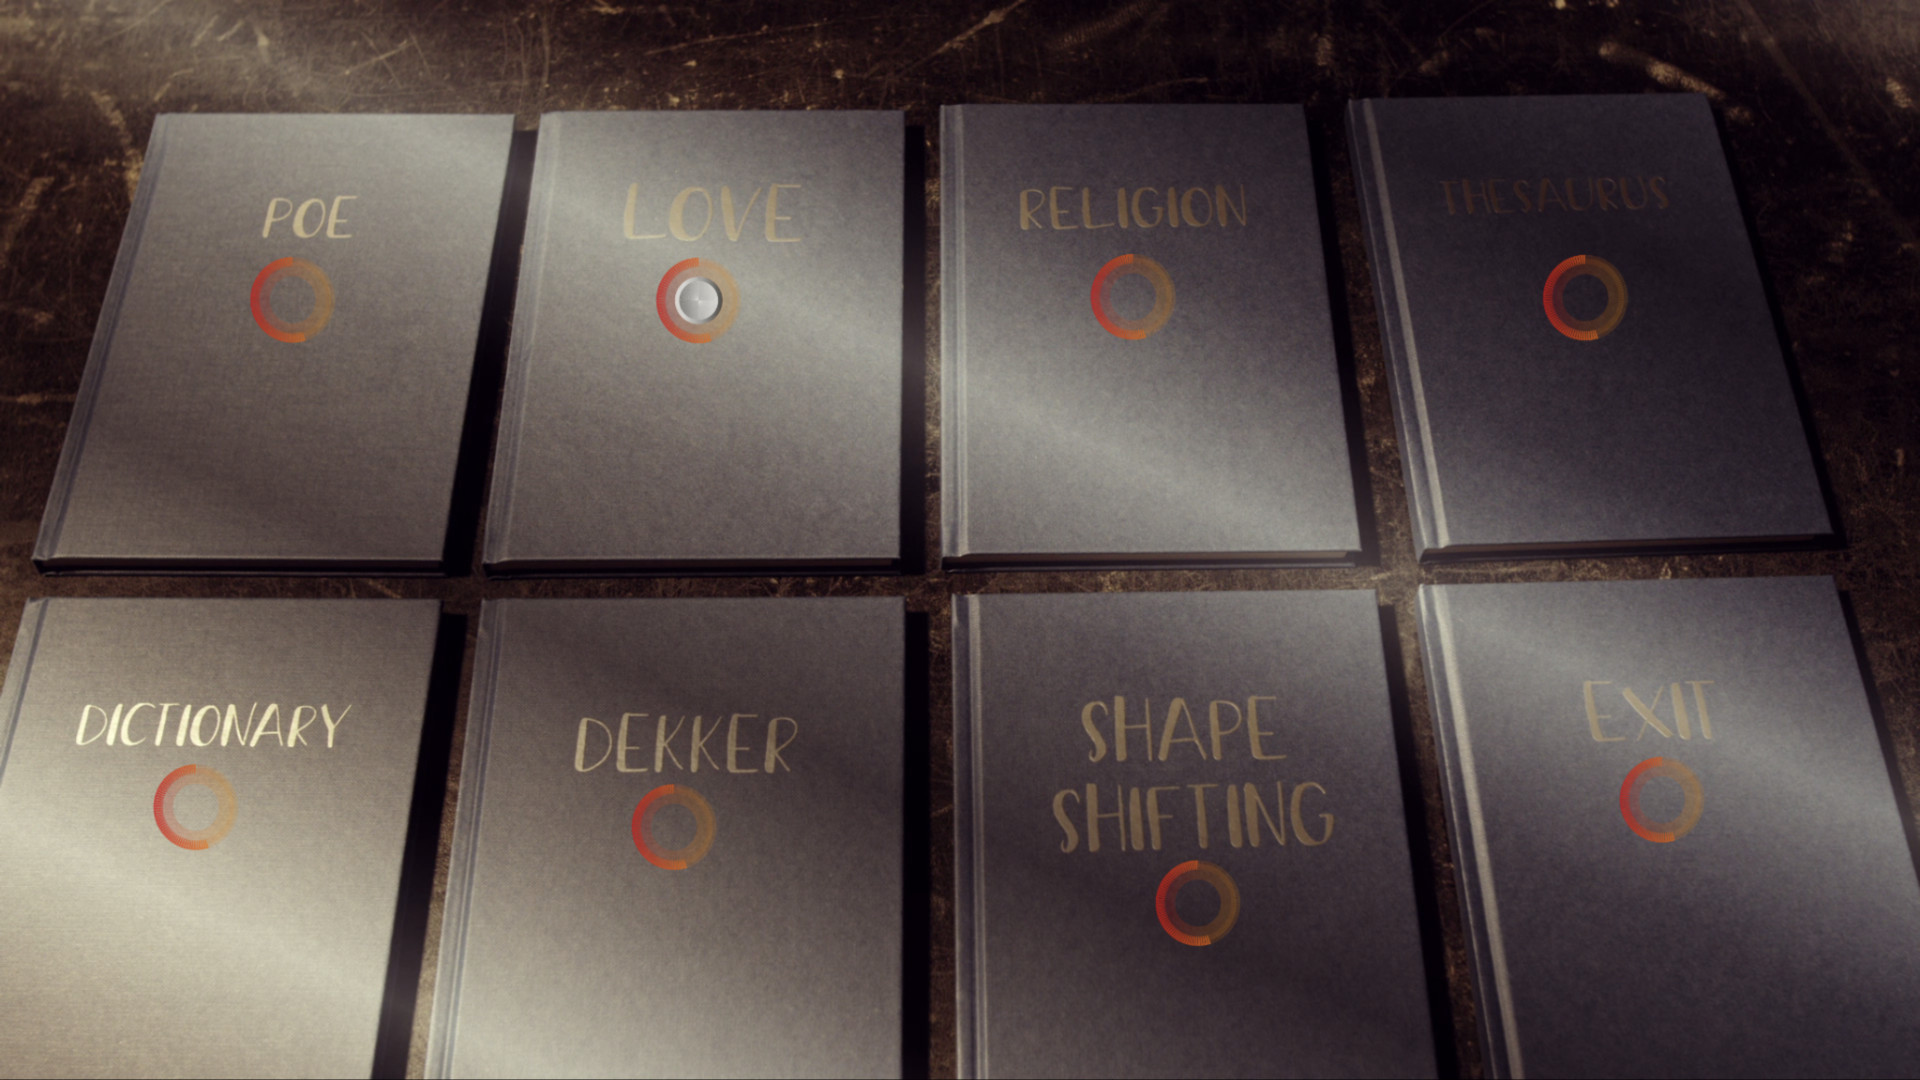 POE
LOVE
RELIGION
THESAURUS
DICTIONARY
DEKKER
SHAPE
SHIFTING
EXIT